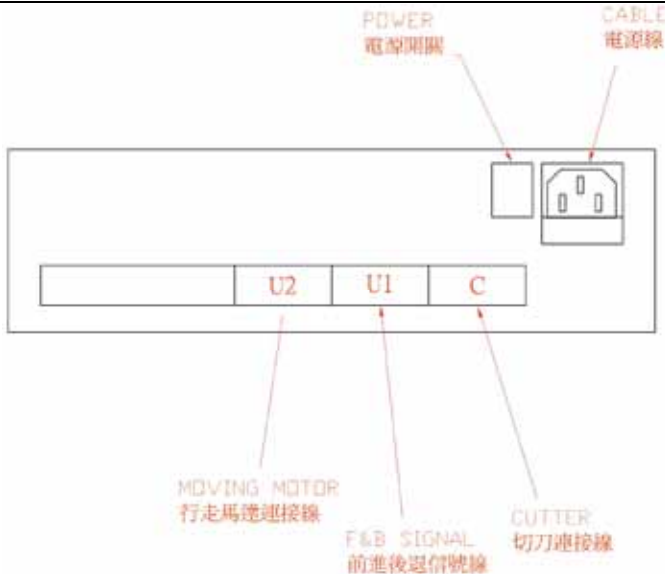 POWER
電源開關
CABLE
電源線
U2
U1
C
MOVING MOTOR
行走馬達連接線
F&B SIGNAL
前進後退信號線
CUTTER
切刀連接線